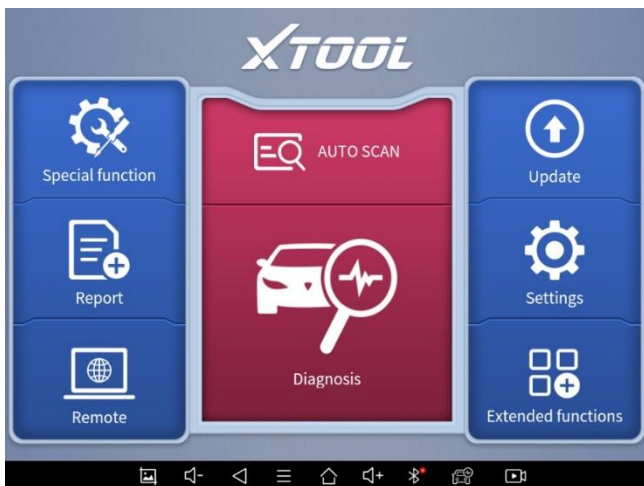 XTOOL
Special function
Report
Remote
AUTO SCAN
Diagnosis
Update
Settings
Extended functions